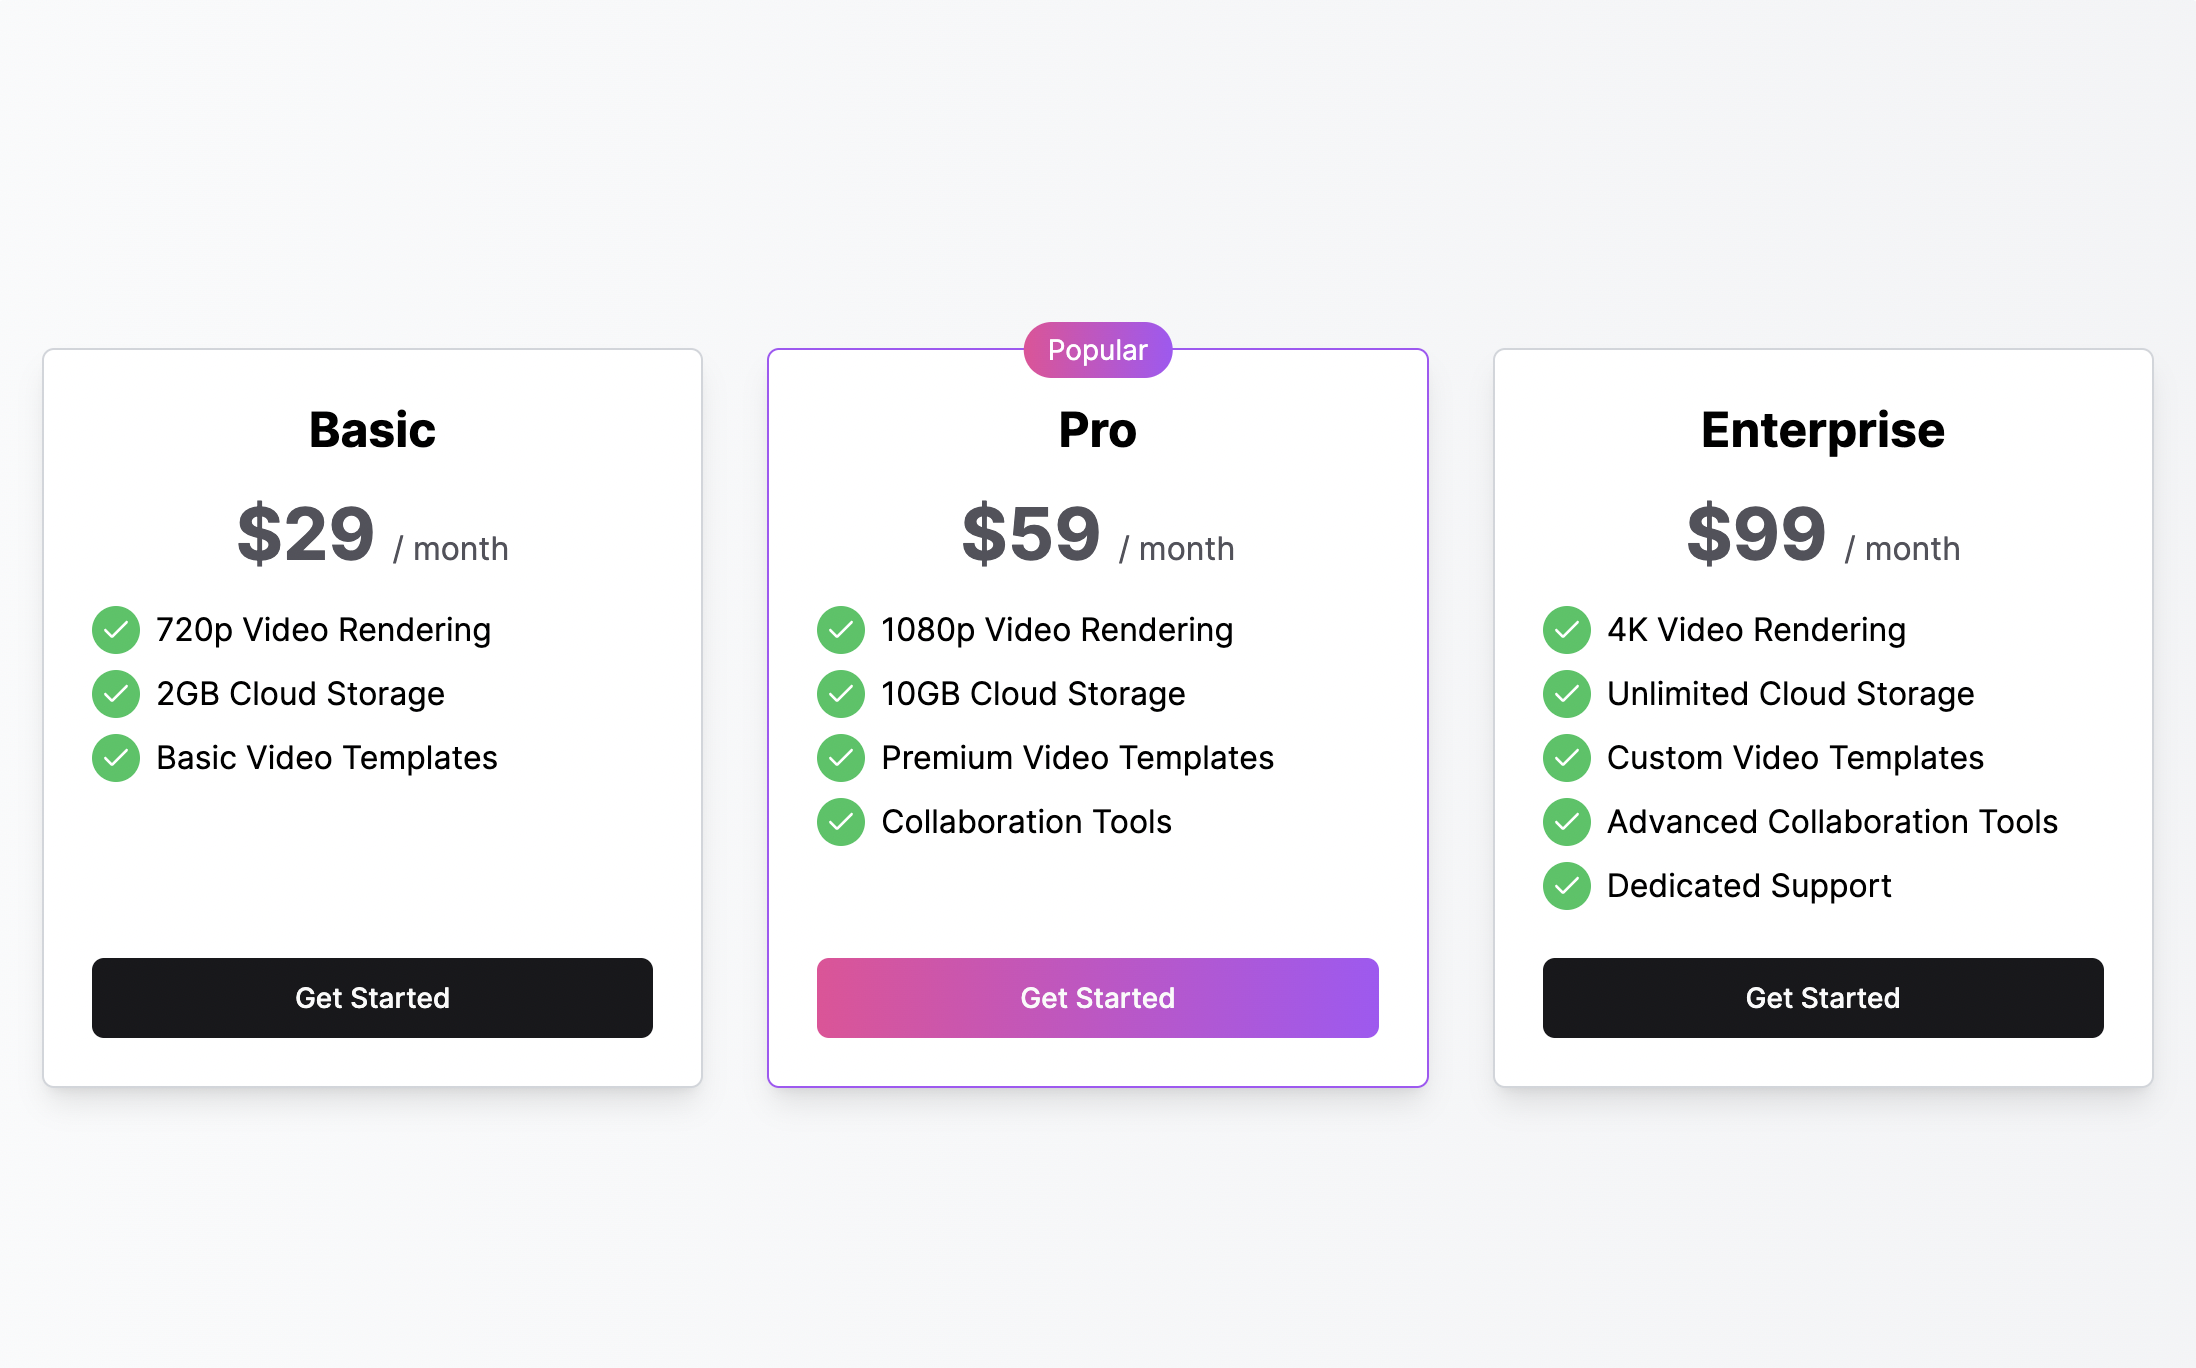 Basic
$29 / month
720p Video Rendering
2GB Cloud Storage
Basic Video Templates
Get Started
Popular
Pro
$59 / month
1080p Video Rendering
10GB Cloud Storage
Premium Video Templates
Collaboration Tools
Get Started
Enterprise
$99 / month
4K Video Rendering
Unlimited Cloud Storage
Custom Video Templates
Advanced Collaboration Tools
Dedicated Support
Get Started